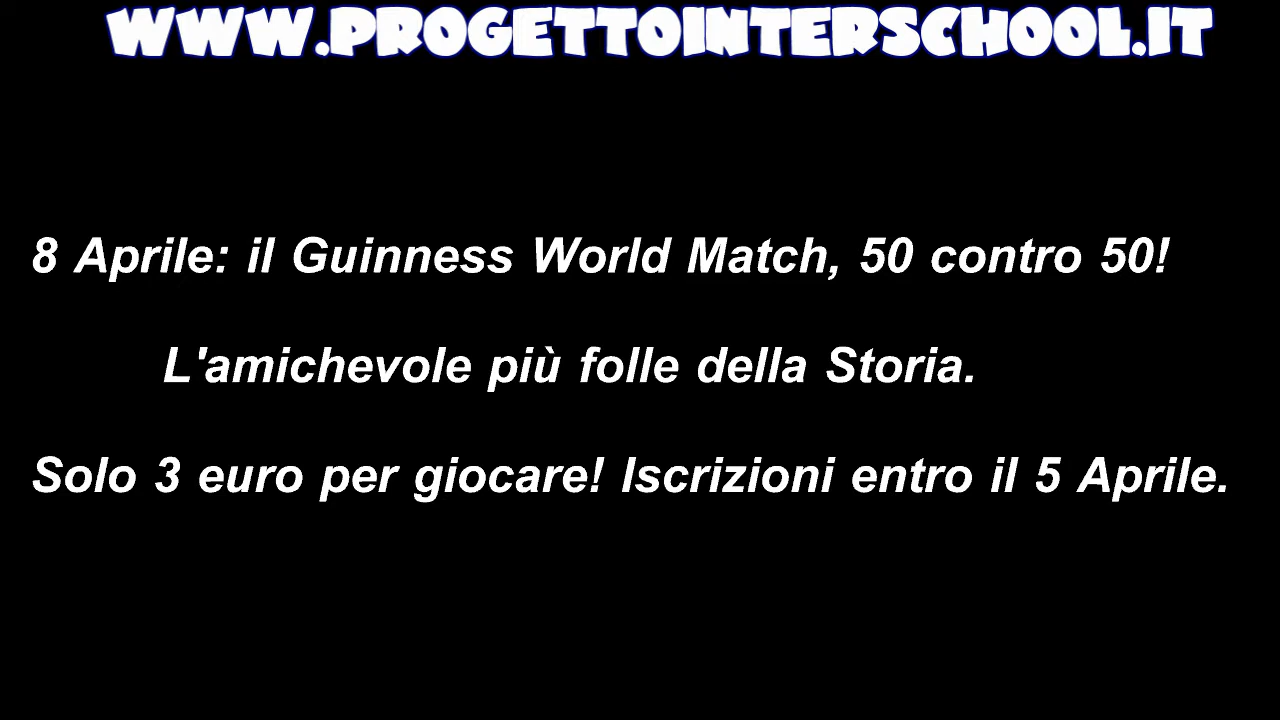 WWW.PROGETTOINTERSCHOOL.IT
8 Aprile: il Guinness World Match, 50 contro 50!
L'amichevole più folle della Storia.
Solo 3 euro per giocare! Iscrizioni entro il 5 Aprile.